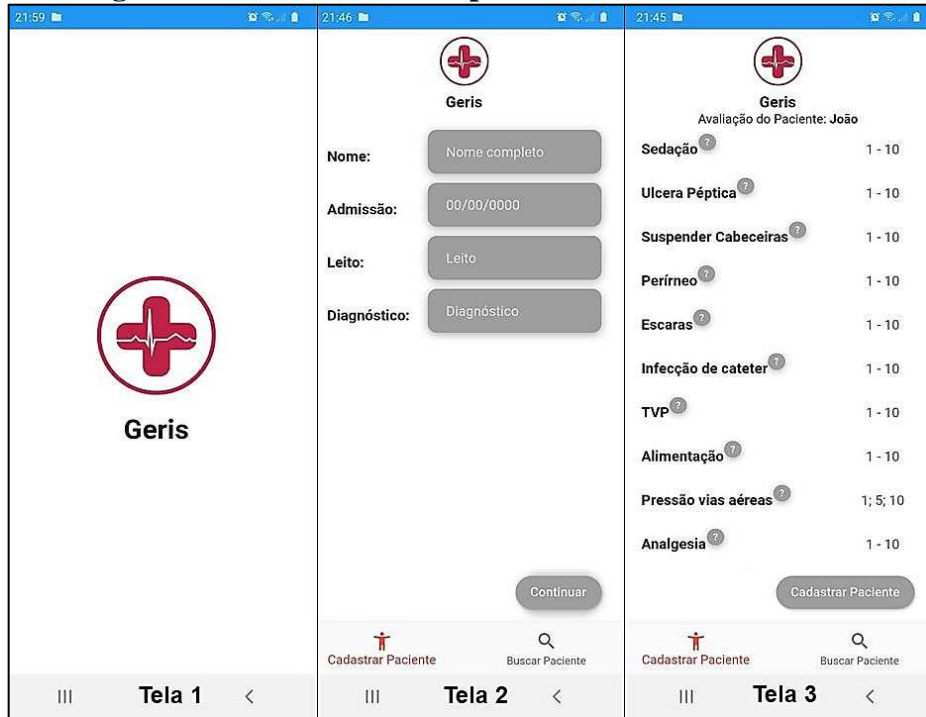 21:59
Geris
Tela 1
21:46
Geris
Nome:
Nome completo
Admissão:
00/00/0000
Leito:
Leito
Diagnóstico:
Diagnóstico
Continuar
Cadastrar Paciente
Buscar Paciente
Tela 2
21:45
Geris
Avaliação do Paciente: João
Sedação ? 1 - 10
Ulcera Péptica ? 1 - 10
Suspender Cabeceiras ? 1 - 10
Perírneo ? 1 - 10
Escaras ? 1 - 10
Infecção de cateter ? 1 - 10
TVP ? 1 - 10
Alimentação ? 1 - 10
Pressão vias aéreas ? 1; 5; 10
Analgesia ? 1 - 10
Cadastrar Paciente
Cadastrar Paciente
Buscar Paciente
Tela 3